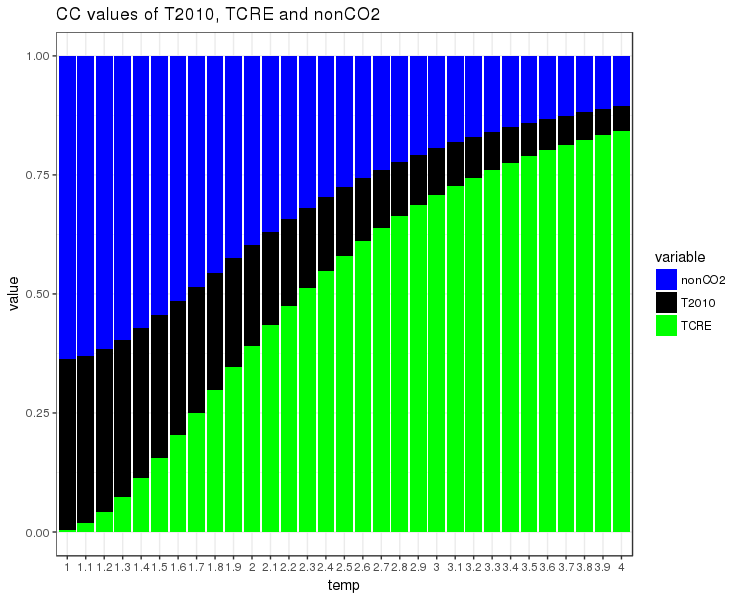 CC values of T2010, TCRE and nonCO2
1.00
0.75
0.50
0.25
0.00
value
1 1.1 1.2 1.3 1.4 1.5 1.6 1.7 1.8 1.9 2 2.1 2.2 2.3 2.4 2.5 2.6 2.7 2.8 2.9 3 3.1 3.2 3.3 3.4 3.5 3.6 3.7 3.8 3.9 4
temp
variable
nonCO2
T2010
TCRE